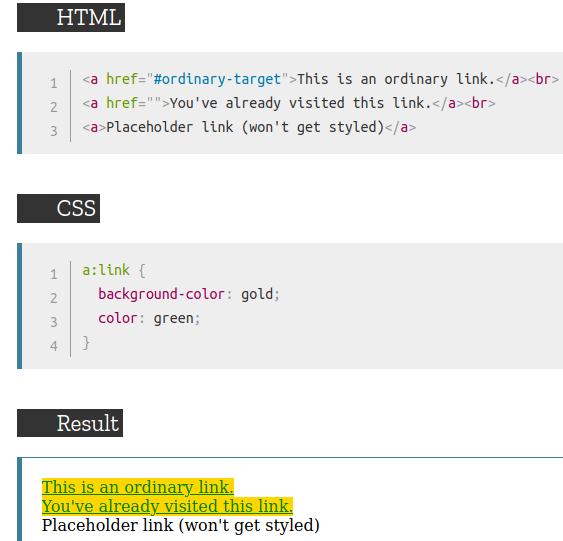 HTML
1 <a href="#ordinary-target">This is an ordinary link.</a><br>
2 <a href="">You've already visited this link.</a><br>
3 <a>Placeholder link (won't get styled)</a>
CSS
1 a:link {
2   background-color: gold;
3   color: green;
4 }
Result
This is an ordinary link.
You've already visited this link.
Placeholder link (won't get styled)